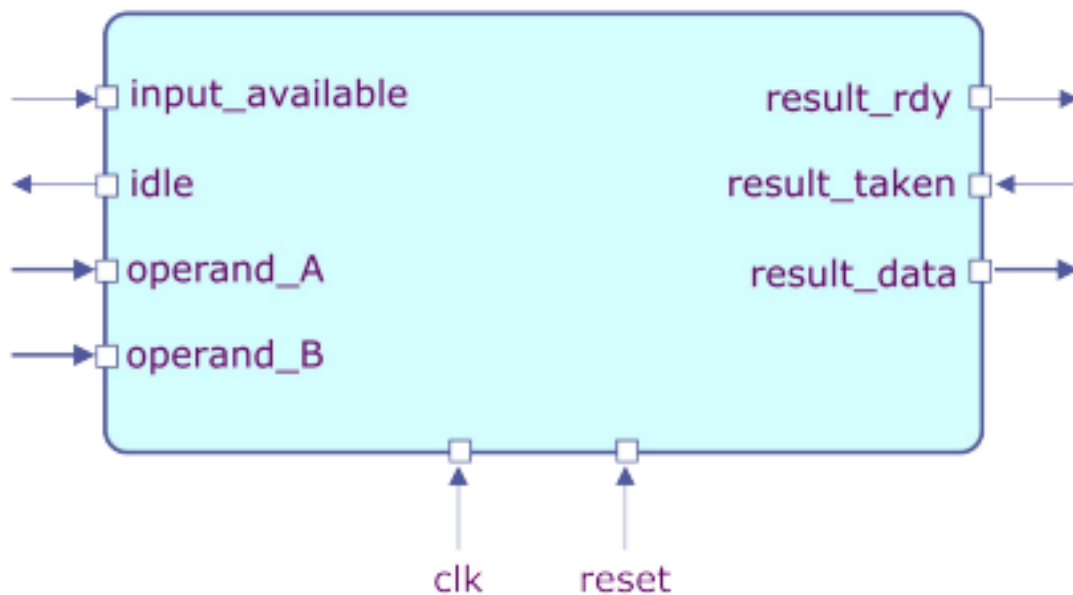 input_available
result_rdy
idle
result_taken
operand_A
result_data
operand_B
clk
reset